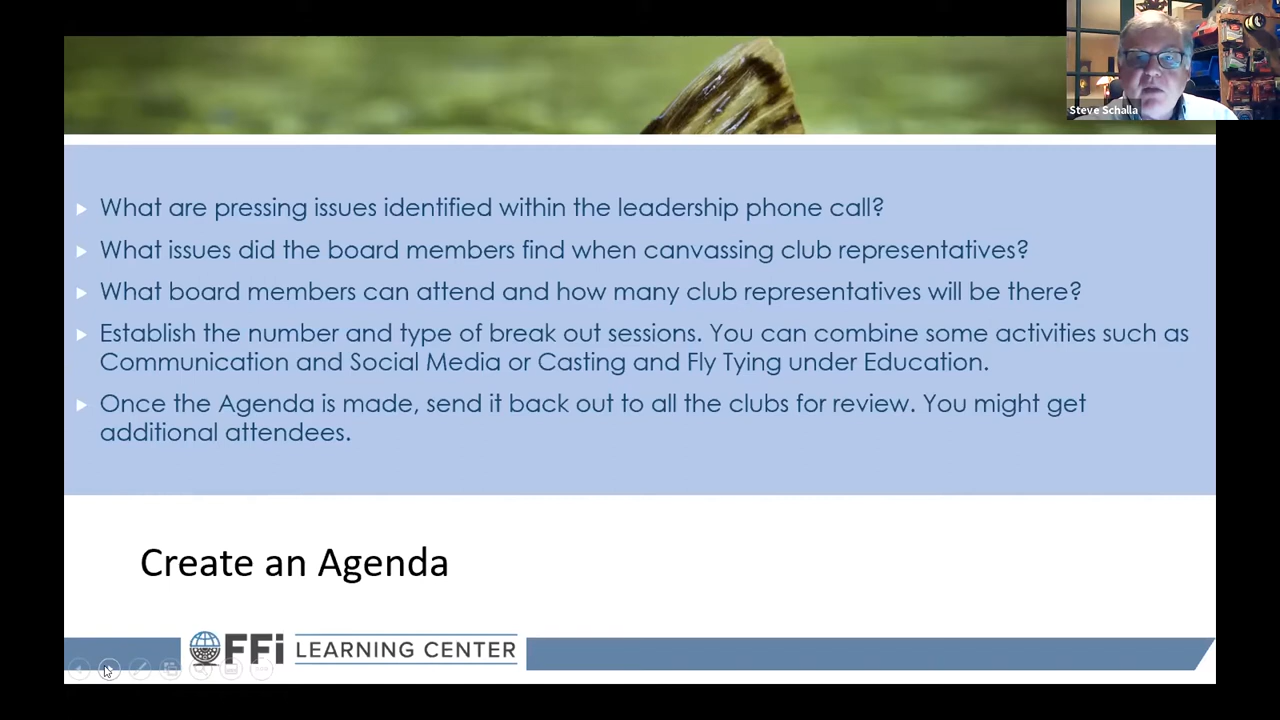 Steve Schalla
What are pressing issues identified within the leadership phone call?
What issues did the board members find when canvassing club representatives?
What board members can attend and how many club representatives will be there?
Establish the number and type of break out sessions. You can combine some activities such as
Communication and Social Media or Casting and Fly Tying under Education.
Once the Agenda is made, send it back out to all the clubs for review. You might get
additional attendees.
Create an Agenda
FFi LEARNING CENTER